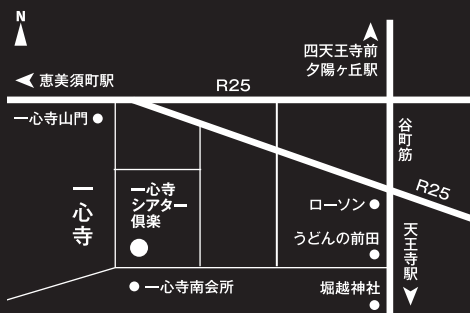 N
四天王寺前
夕陽ヶ丘駅
恵美須町駅
R25
一心寺山門
谷町筋
一心寺
一心寺
シアター
倶楽
R25
ローソン
うどんの前田
天王寺駅
一心寺南会所
堀越神社